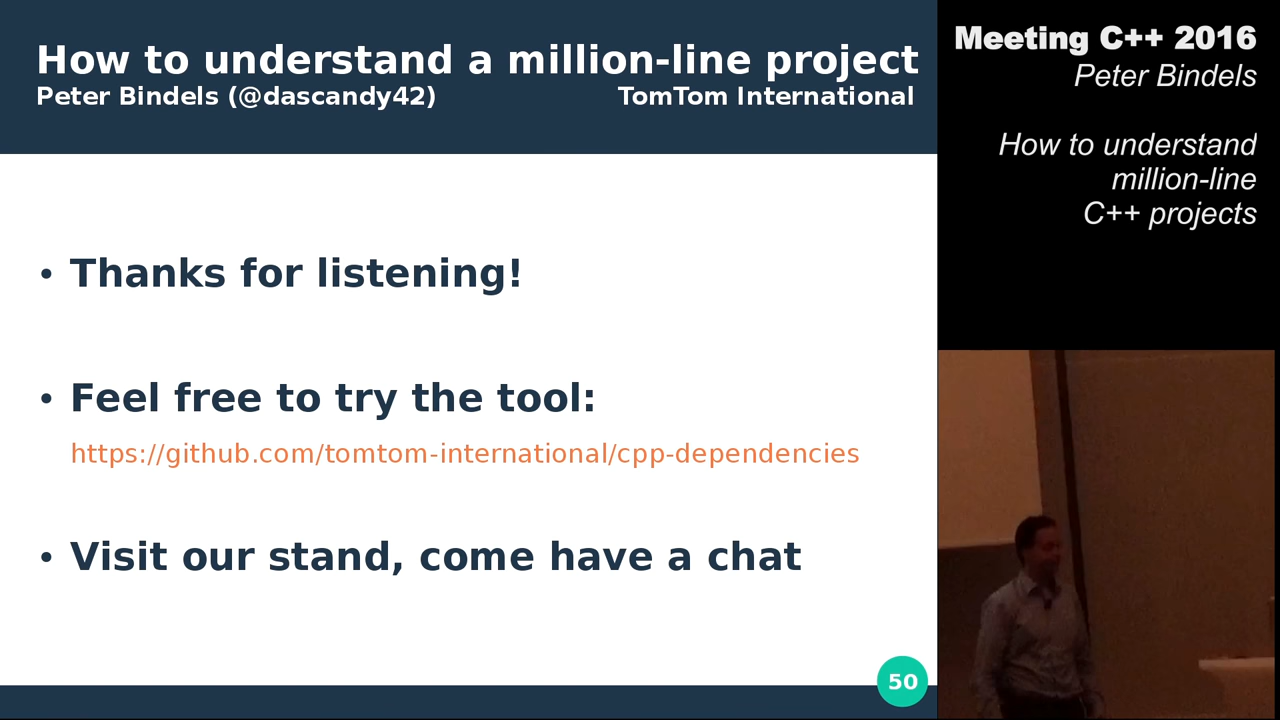 How to understand a million-line project
Peter Bindels (@dascandy42) TomTom International
• Thanks for listening!
• Feel free to try the tool:
https://github.com/tomtom-international/cpp-dependencies
• Visit our stand, come have a chat
50
Meeting C++ 2016
Peter Bindels
How to understand
million-line
C++ projects